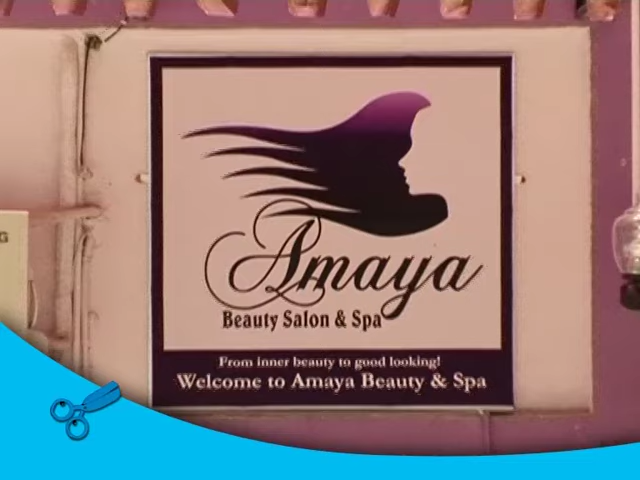 Amaya
Beauty Salon & Spa
From inner beauty to good looking!
Welcome to Amaya Beauty & Spa
G